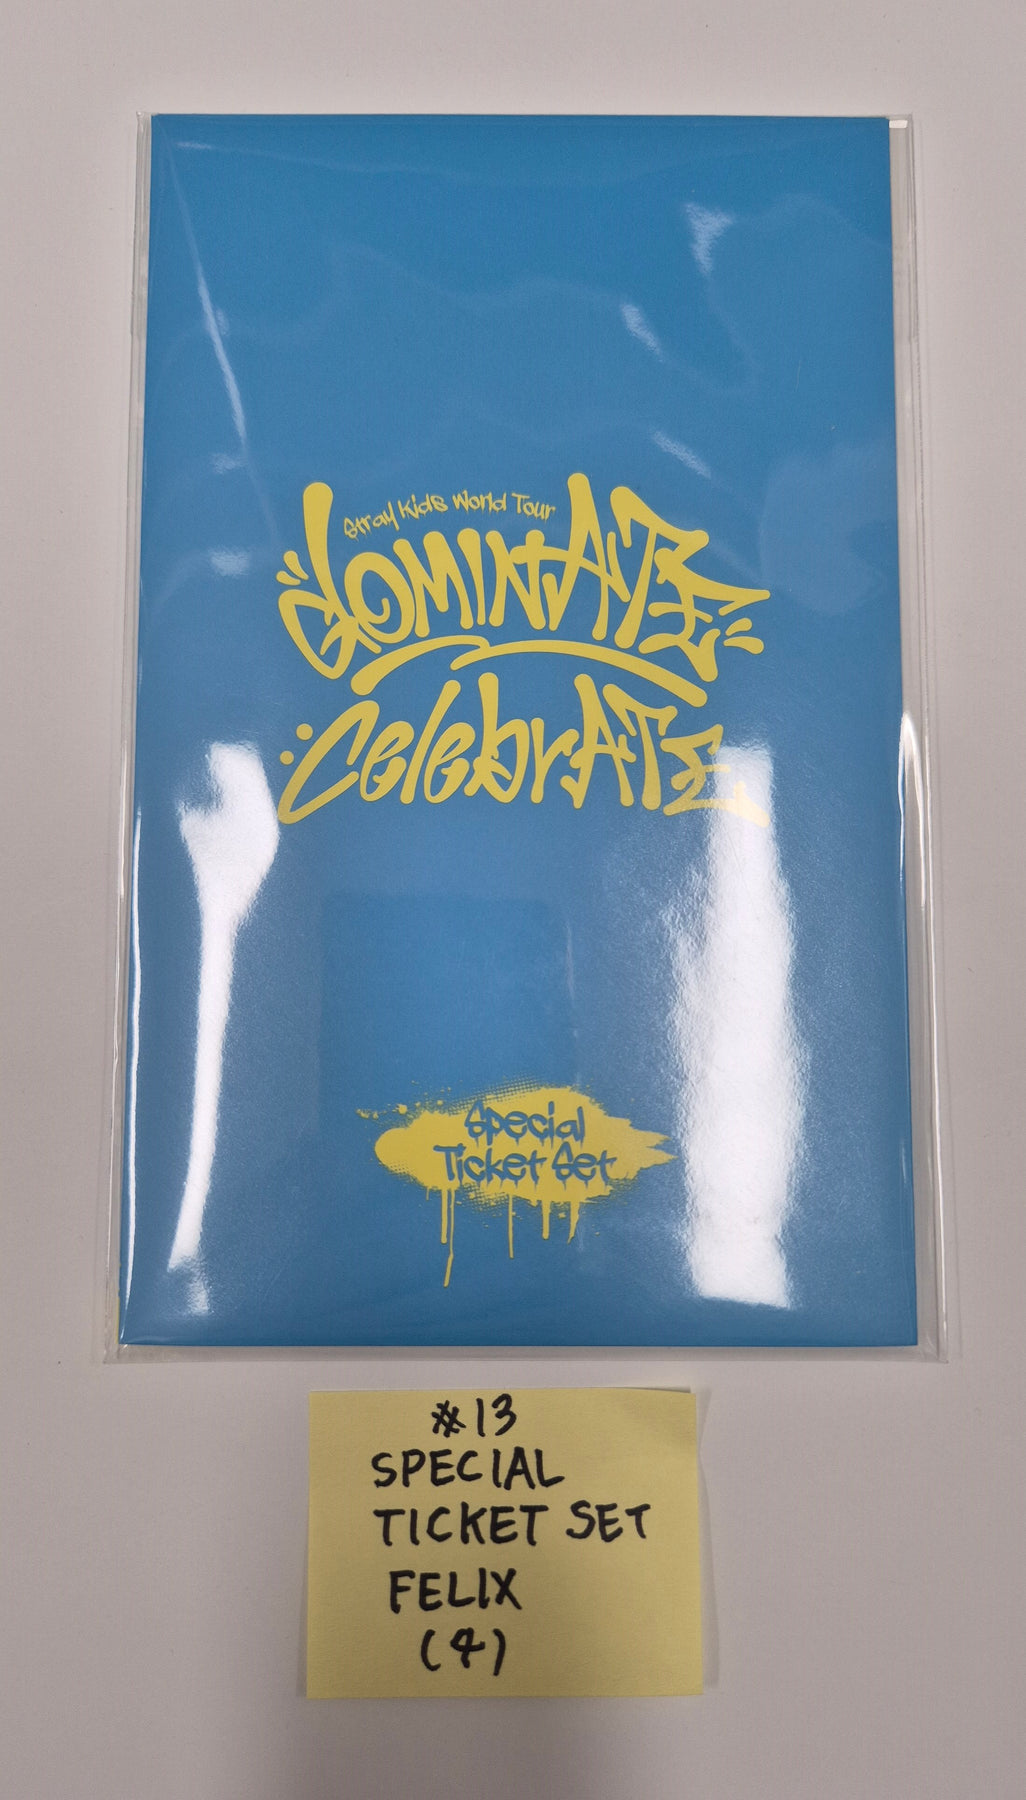 Stray Kids World Tour
dOMINATE
CelebrATE
Special
Ticket Set
#13
SPECIAL
TICKET SET
FELIX
(4)